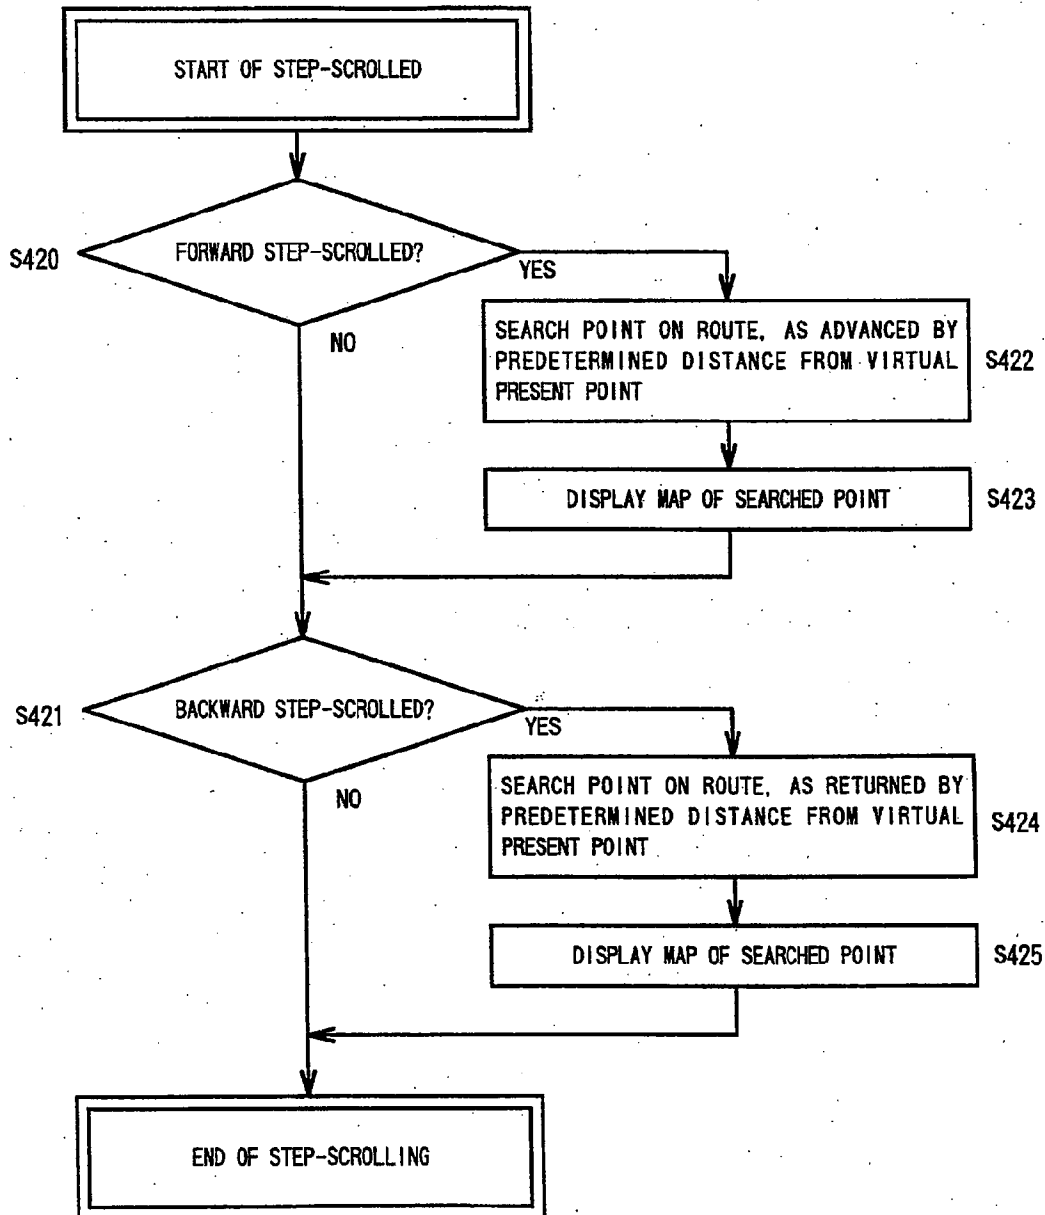 START OF STEP-SCROLLED
S420
FORWARD STEP-SCROLLED?
YES
NO
SEARCH POINT ON ROUTE, AS ADVANCED BY
PREDETERMINED DISTANCE FROM VIRTUAL
PRESENT POINT
S422
DISPLAY MAP OF SEARCHED POINT
S423
S421
BACKWARD STEP-SCROLLED?
YES
NO
SEARCH POINT ON ROUTE, AS RETURNED BY
PREDETERMINED DISTANCE FROM VIRTUAL
PRESENT POINT
S424
DISPLAY MAP OF SEARCHED POINT
S425
END OF STEP-SCROLLING